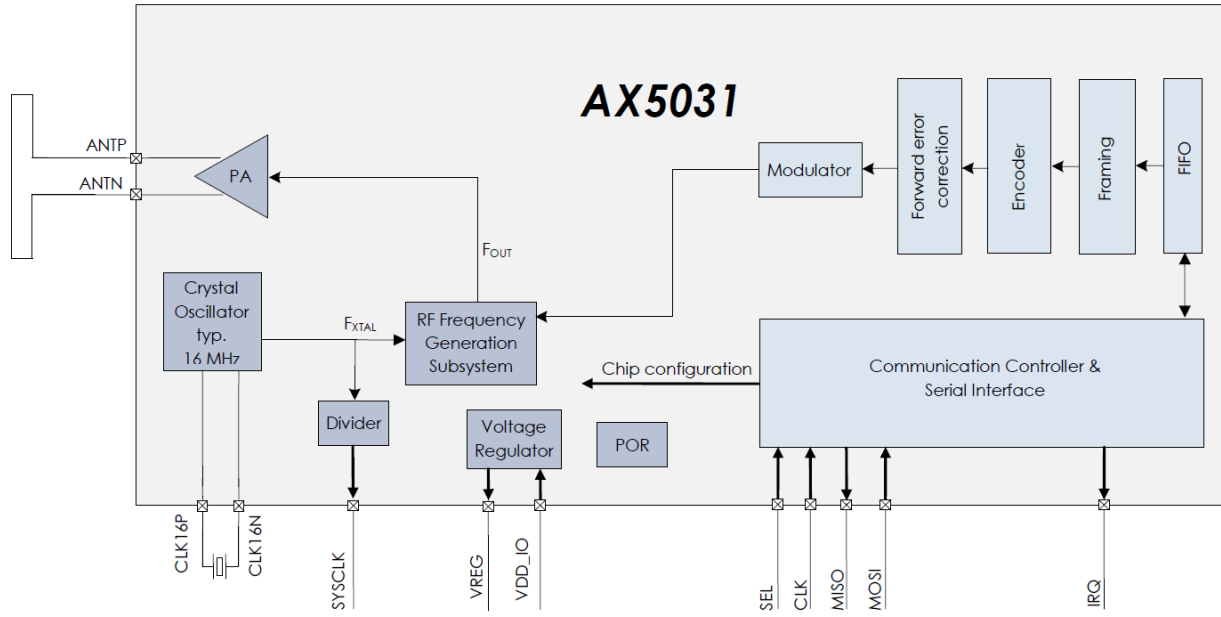 AX5031
ANTP
ANTN
PA
Modulator
Forward error
correction
Encoder
Framing
FIFO
FOUT
Crystal
Oscillator
typ.
16 MHz
FXTAL
RF Frequency
Generation
Subsystem
Chip configuration
Communication Controller &
Serial Interface
Divider
Voltage
Regulator
POR
CLK16P
CLK16N
SYSCLK
VREG
VDD_IO
SEL
CLK
MISO
MOSI
IRQ